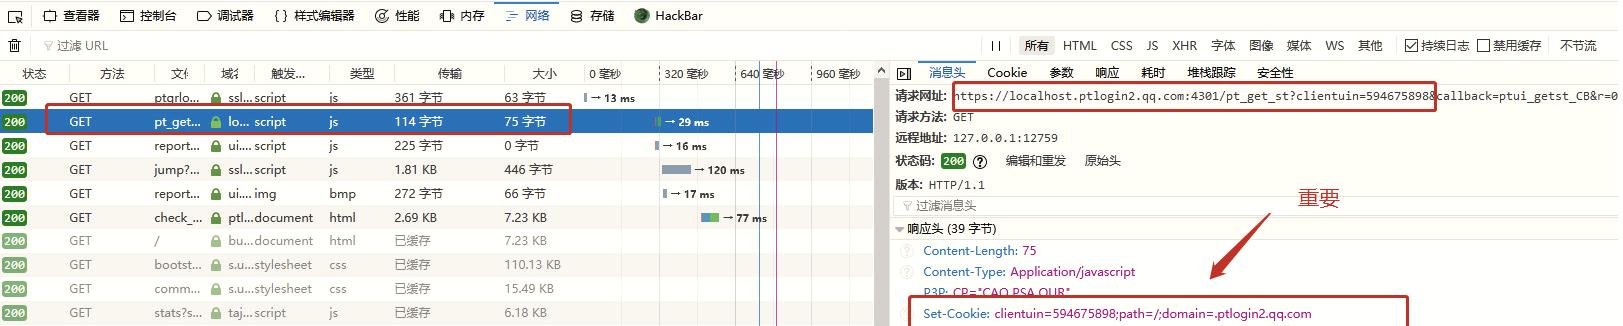 查看器 控制台 调试器 {} 样式编辑器 性能 内存 网络 存储 HackBar
过滤 URL 所有 HTML CSS JS XHR 字体 图像 媒体 WS 其他 持续日志 禁用缓存 不节流
状态 方法 域名 触发... 类型 传输 大小 0 毫秒 320 毫秒 640 毫秒 960 毫秒
200 GET ptqrlo... ssl... script js 361 字节 63 字节 → 13 ms
200 GET pt_get... lo... script js 114 字节 75 字节 → 29 ms
200 GET report... ui.... script js 225 字节 0 字节 → 16 ms
200 GET jump?... ssl... script js 1.81 KB 446 字节 → 120 ms
200 GET report... ui.... img bmp 272 字节 66 字节 → 17 ms
200 GET check_... ptl... document html 2.69 KB 7.23 KB → 77 ms
200 GET / bu... document html 已缓存 7.23 KB
200 GET bootst... s.u... stylesheet css 已缓存 110.13 KB
200 GET comm... s.u... stylesheet css 已缓存 15.49 KB
200 GET stats?s... taj... script js 已缓存 6.18 KB
消息头 Cookie 参数 响应 耗时 堆栈跟踪 安全性
请求网址: https://localhost.ptlogin2.qq.com:4301/pt_get_st?clientuin=594675898&callback=ptui_getst_CB&r=0
请求方法: GET
远程地址: 127.0.0.1:12759
状态码: 200 ? 编辑和重发 原始头
版本: HTTP/1.1
过滤消息头
重要
响应头 (39 字节)
Content-Length: 75
Content-Type: Application/javascript
P3P: CP="CAO PSA OUR"
Set-Cookie: clientuin=594675898;path=/;domain=.ptlogin2.qq.com